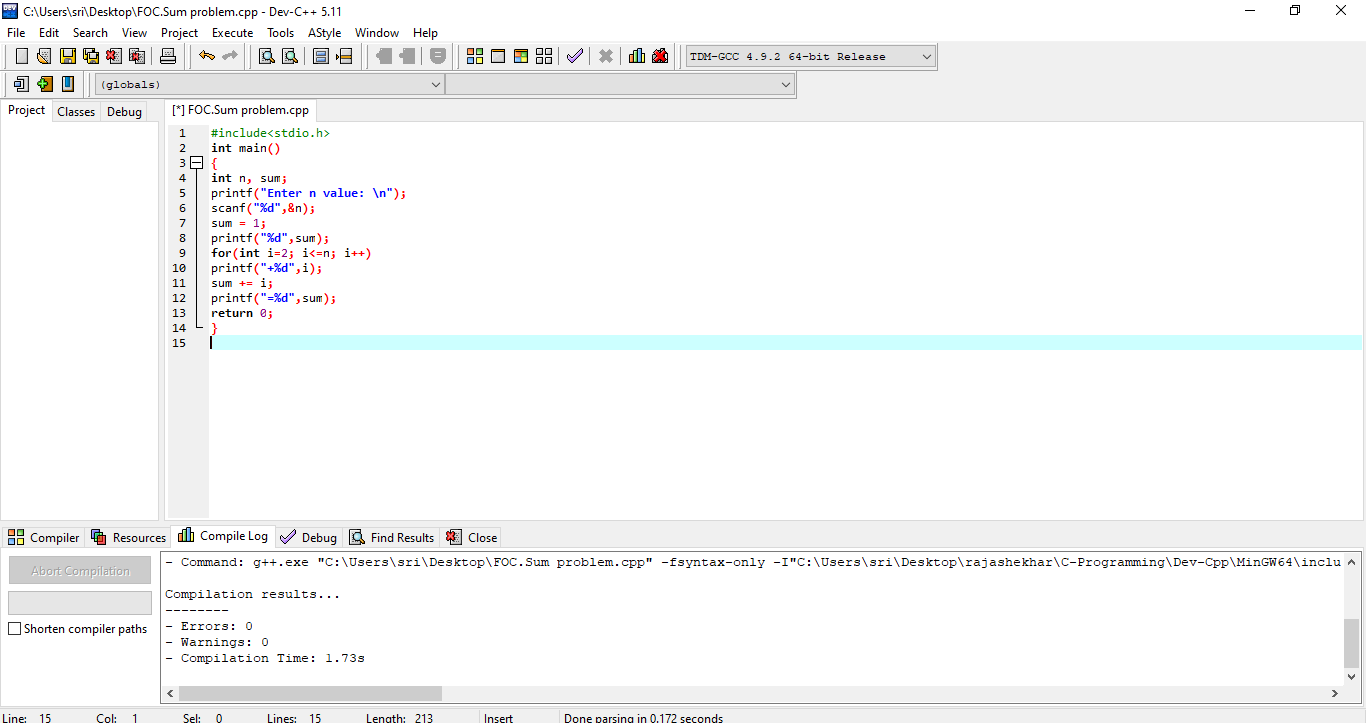 C:\Users\sri\Desktop\FOC.Sum problem.cpp - Dev-C++ 5.11
File Edit Search View Project Execute Tools AStyle Window Help
TDM-GCC 4.9.2 64-bit Release
(globals)
Project Classes Debug [*] FOC.Sum problem.cpp
1 #include<stdio.h>
2 int main()
3 {
4 int n, sum;
5 printf("Enter n value: \n");
6 scanf("%d",&n);
7 sum = 1;
8 printf("%d",sum);
9 for(int i=2; i<=n; i++)
10 printf("+%d",i);
11 sum += i;
12 printf("=%d",sum);
13 return 0;
14 }
15
Compiler Resources Compile Log Debug Find Results Close
Abort Compilation
Shorten compiler paths
- Command: g++.exe "C:\Users\sri\Desktop\FOC.Sum problem.cpp" -fsyntax-only -I"C:\Users\sri\Desktop\rajashekhar\C-Programming\Dev-Cpp\MinGW64\inclu
Compilation results...
--------
- Errors: 0
- Warnings: 0
- Compilation Time: 1.73s
Line: 15 Col: 1 Sel: 0 Lines: 15 Length: 213 Insert Done parsing in 0.172 seconds